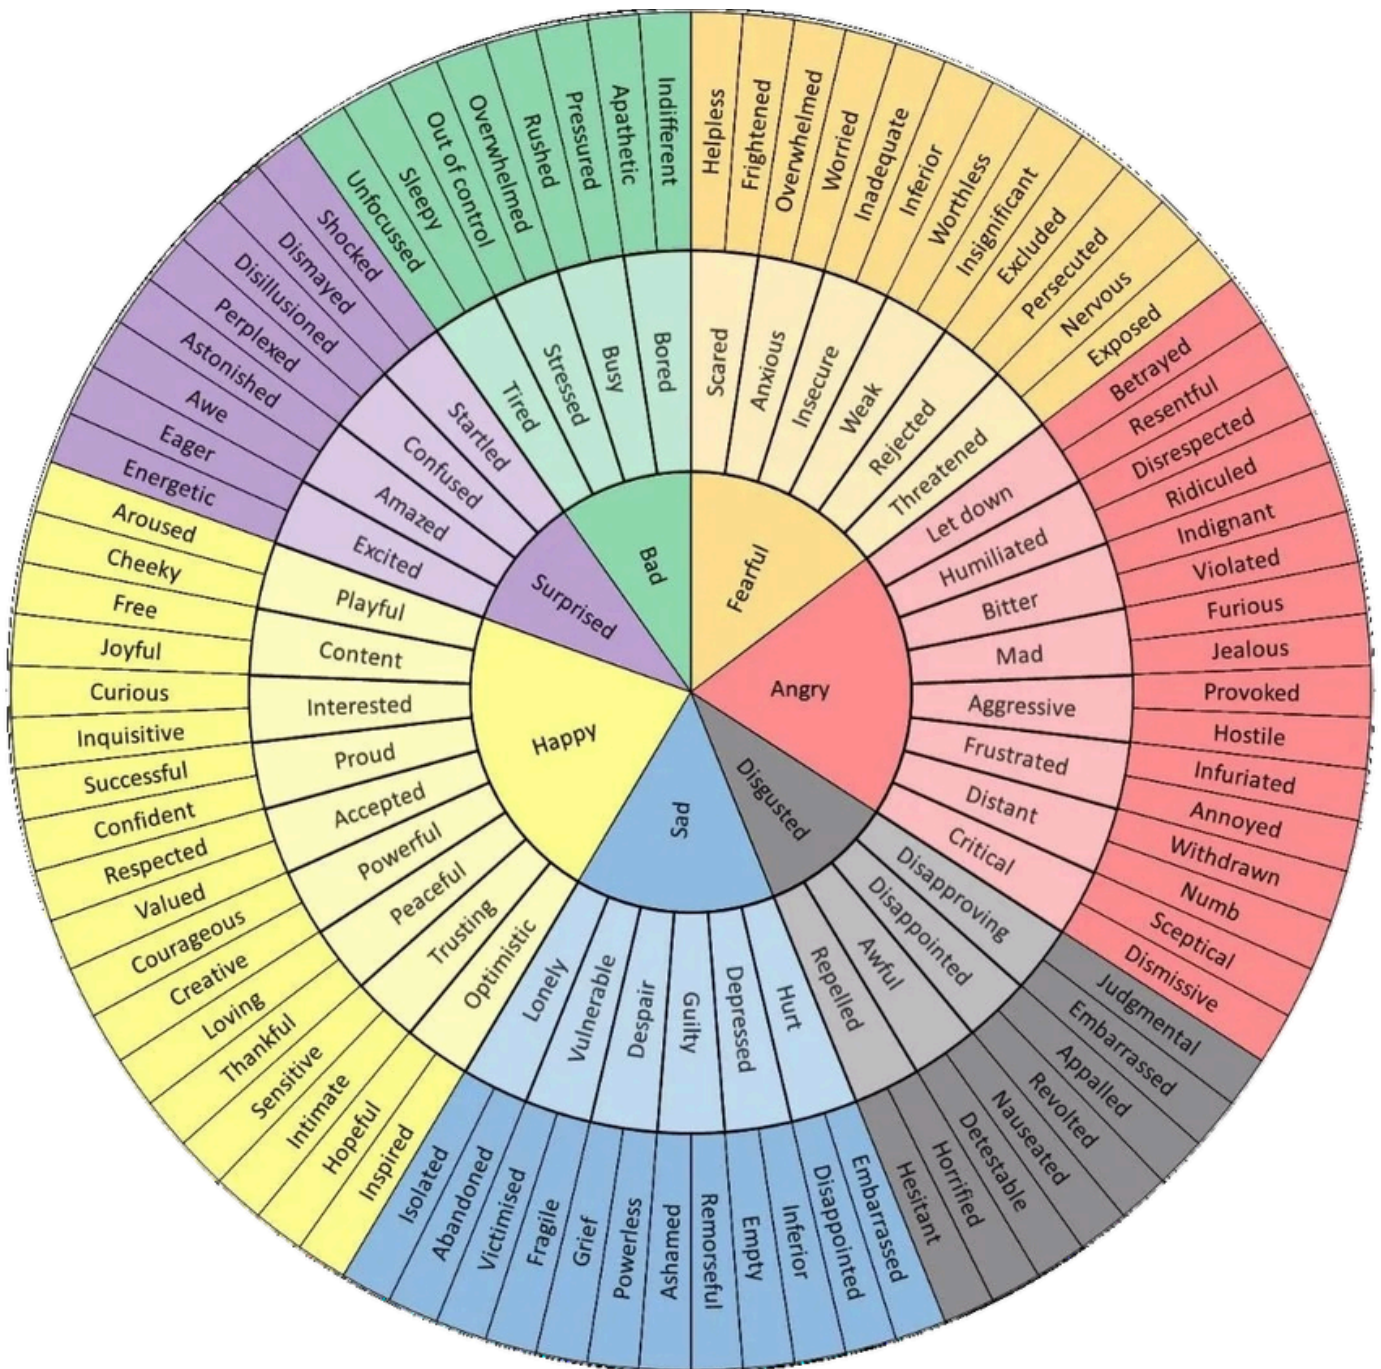 Fearful
Angry
Disgusted
Sad
Happy
Surprised
Bad
Scared
Anxious
Insecure
Weak
Rejected
Threatened
Let down
Humiliated
Bitter
Mad
Aggressive
Frustrated
Distant
Critical
Disapproving
Disappointed
Awful
Repelled
Hurt
Depressed
Guilty
Despair
Vulnerable
Lonely
Optimistic
Trusting
Peaceful
Powerful
Accepted
Proud
Interested
Content
Playful
Excited
Amazed
Confused
Startled
Tired
Stressed
Busy
Bored
Helpless
Frightened
Overwhelmed
Worried
Inadequate
Inferior
Worthless
Insignificant
Excluded
Persecuted
Nervous
Exposed
Betrayed
Resentful
Disrespected
Ridiculed
Indignant
Violated
Furious
Jealous
Provoked
Hostile
Infuriated
Annoyed
Withdrawn
Numb
Sceptical
Dismissive
Judgmental
Embarrassed
Appalled
Revolted
Nauseated
Detestable
Horrified
Hesitant
Embarrassed
Disappointed
Inferior
Empty
Remorseful
Ashamed
Powerless
Grief
Fragile
Victimised
Abandoned
Isolated
Inspired
Hopeful
Intimate
Sensitive
Thankful
Loving
Creative
Courageous
Valued
Respected
Confident
Successful
Inquisitive
Curious
Joyful
Free
Cheeky
Aroused
Energetic
Eager
Awe
Astonished
Perplexed
Disillusioned
Dismayed
Shocked
Unfocussed
Sleepy
Out of control
Overwhelmed
Rushed
Pressured
Apathetic
Indifferent